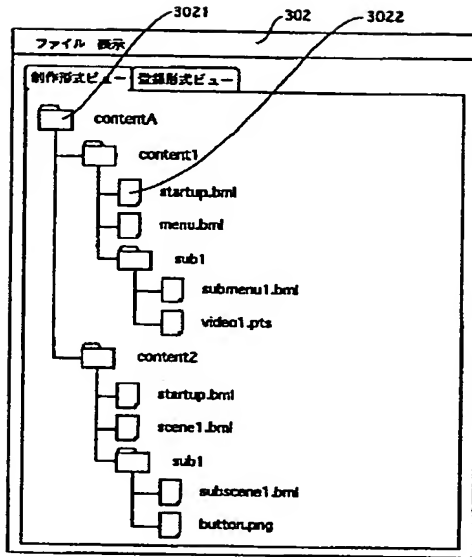 3021
302
3022
ファイル 表示
制作形式ビュー 登録形式ビュー
contentA
content1
startup.bml
menu.bml
sub1
submenu1.bml
video1.pts
content2
startup.bml
scene1.bml
sub1
subscene1.bml
button.png